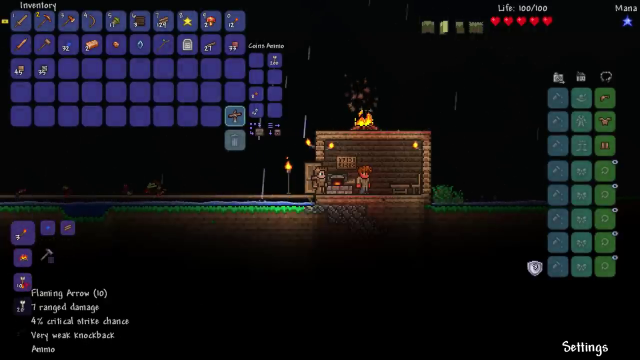 Inventory
Life: 100/100
Mana
Coins Ammo
Flaming Arrow (10)
7 ranged damage
4% critical strike chance
Very weak knockback
Ammo
Settings